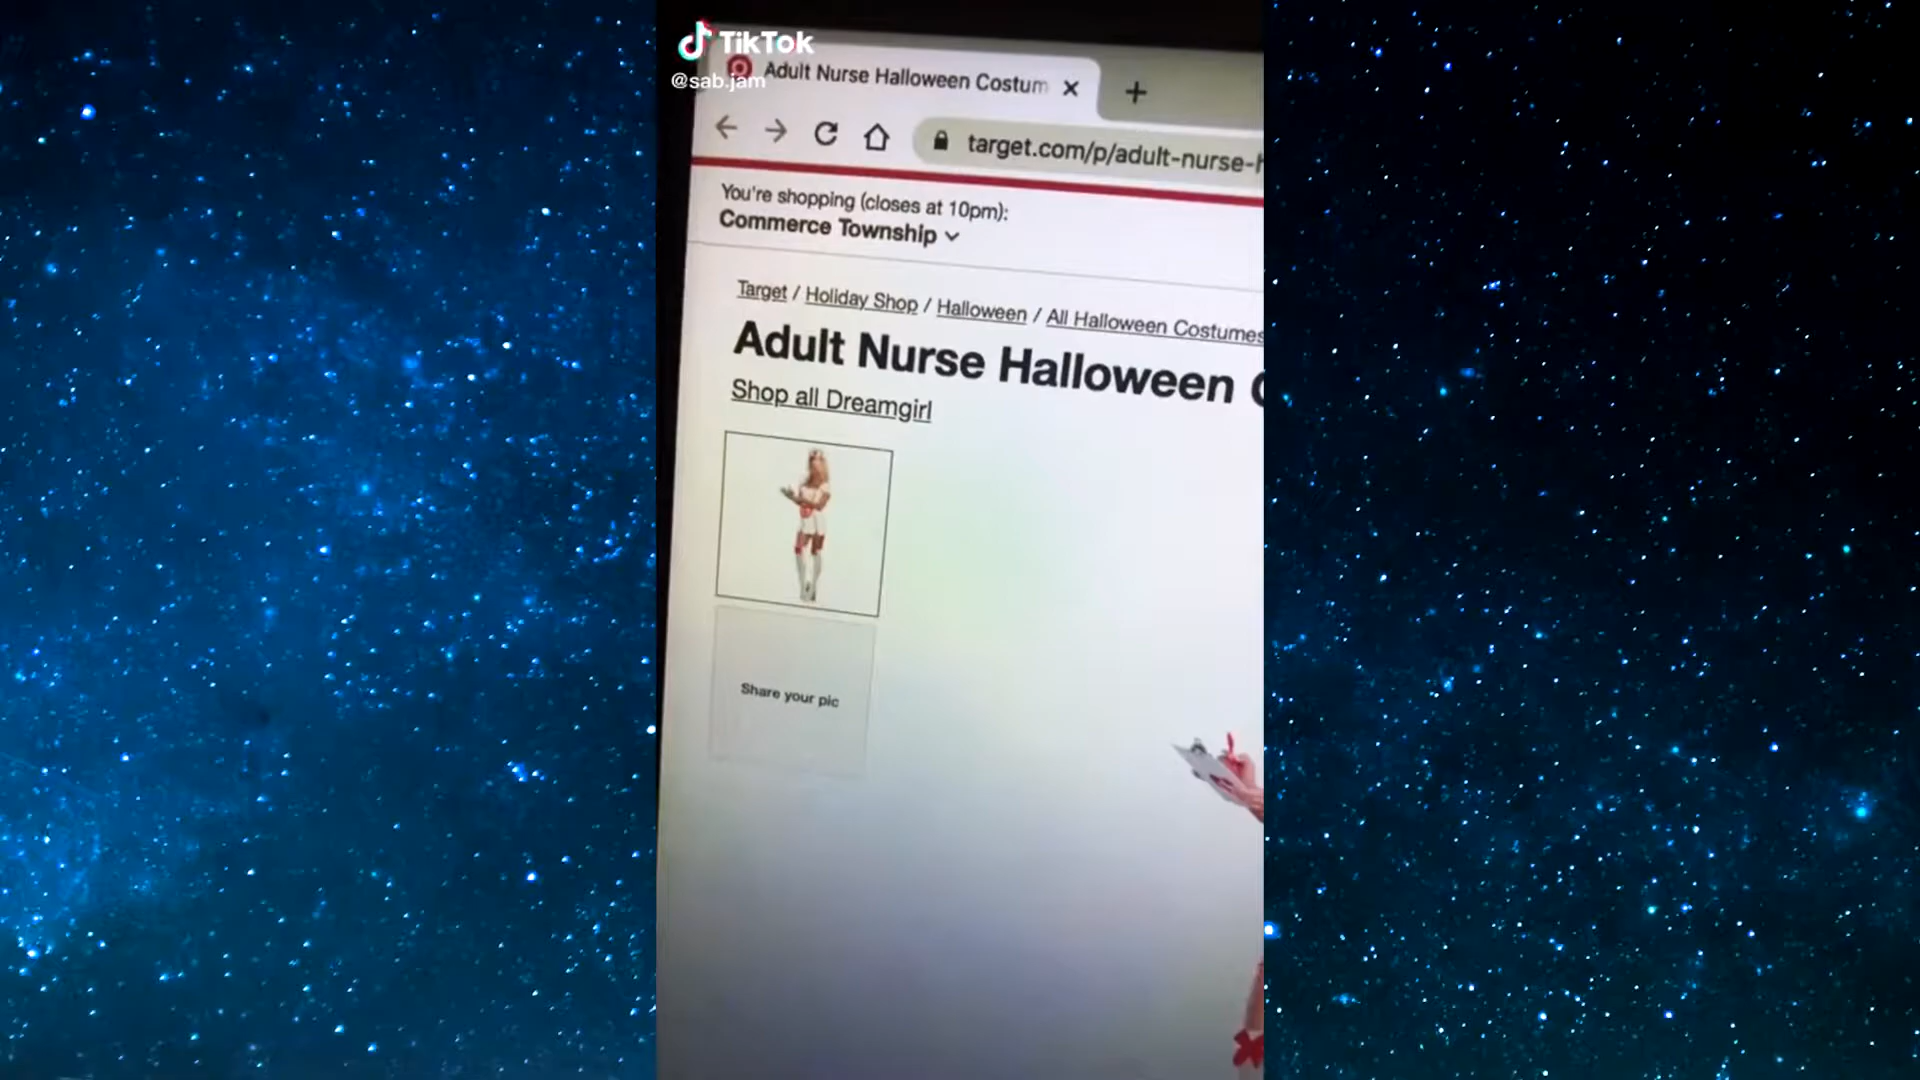 TikTok
@sab.jam
Adult Nurse Halloween Costum
target.com/p/adult-nurse-h
You're shopping (closes at 10pm):
Commerce Township
Target / Holiday Shop / Halloween / All Halloween Costumes
Adult Nurse Halloween
Shop all Dreamgirl
Share your pic